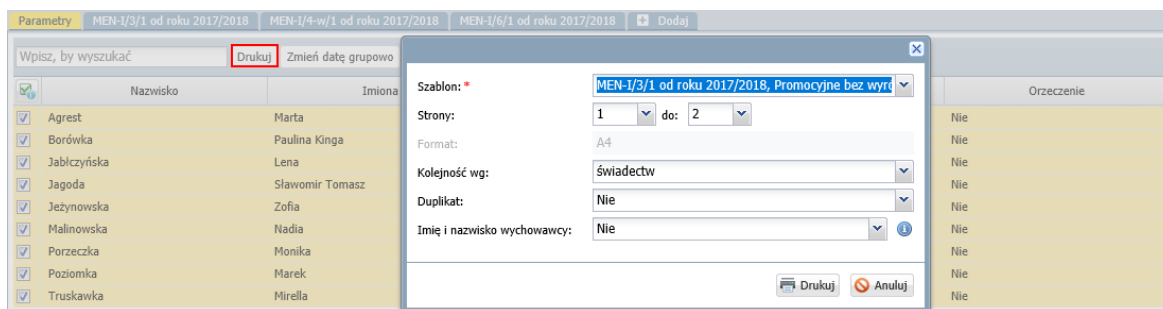 Parametry MEN-I/3/1 od roku 2017/2018 MEN-I/4-w/1 od roku 2017/2018 MEN-I/6/1 od roku 2017/2018 Dodaj
Wpisz, by wyszukać Drukuj Zmień datę grupowo
Nazwisko Imiona Orzeczenie
Agrest Marta Nie
Borówka Paulina Kinga Nie
Jabłczyńska Lena Nie
Jagoda Sławomir Tomasz Nie
Jeżynowska Zofia Nie
Malinowska Nadia Nie
Porzeczka Monika Nie
Poziomka Marek Nie
Truskawka Mirella Nie
Szablon: * MEN-I/3/1 od roku 2017/2018, Promocyjne bez wyró
Strony: 1 do: 2
Format: A4
Kolejność wg: świadectw
Duplikat: Nie
Imię i nazwisko wychowawcy: Nie
Drukuj Anuluj